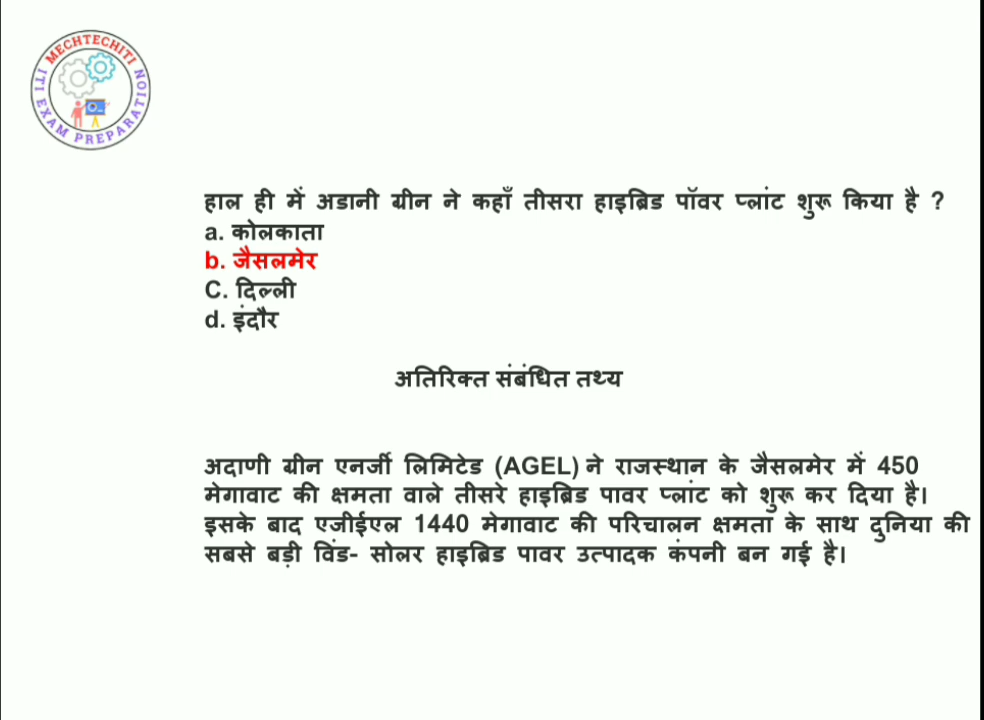 MECHTECHITI
ITI EXAM PREPARATION
हाल ही में अडानी ग्रीन ने कहाँ तीसरा हाइब्रिड पॉवर प्लांट शुरू किया है ?
a. कोलकाता
b. जैसलमेर
C. दिल्ली
d. इंदौर
अतिरिक्त संबंधित तथ्य
अदाणी ग्रीन एनर्जी लिमिटेड (AGEL) ने राजस्थान के जैसलमेर में 450
मेगावाट की क्षमता वाले तीसरे हाइब्रिड पावर प्लांट को शुरू कर दिया है।
इसके बाद एजीईएल 1440 मेगावाट की परिचालन क्षमता के साथ दुनिया की
सबसे बड़ी विंड- सोलर हाइब्रिड पावर उत्पादक कंपनी बन गई है।